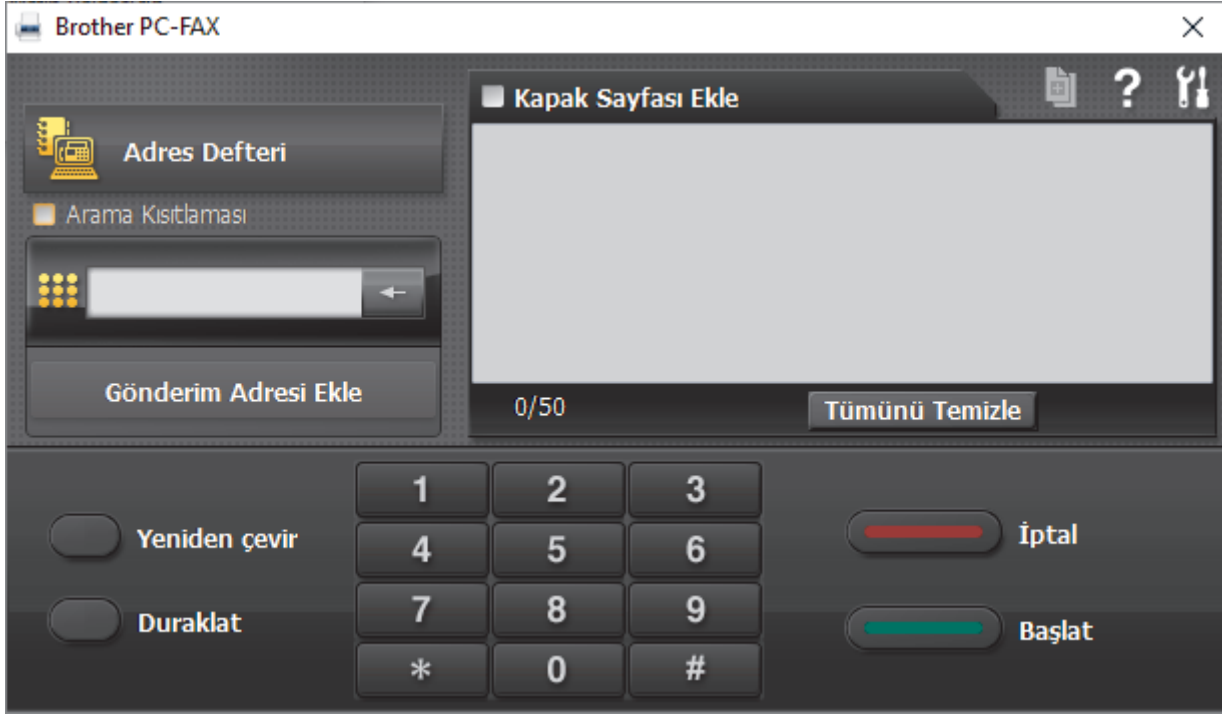 Brother PC-FAX
Kapak Sayfası Ekle
?
Adres Defteri
Arama Kısıtlaması
Gönderim Adresi Ekle
0/50
Tümünü Temizle
1 2 3
Yeniden çevir
4 5 6
İptal
7 8 9
Duraklat
Başlat
* 0 #